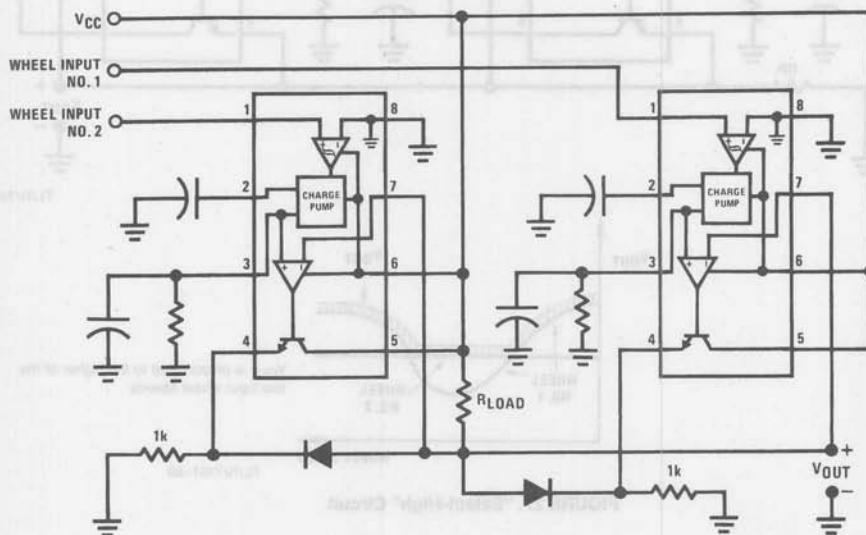 VCC
WHEEL INPUT
NO. 1
WHEEL INPUT
NO. 2
1
8
CHARGE
PUMP
2
7
3
6
4
5
+
−
+
−
1k
RLOAD
1
8
CHARGE
PUMP
2
7
3
6
4
5
+
−
+
−
1k
+
VOUT
−